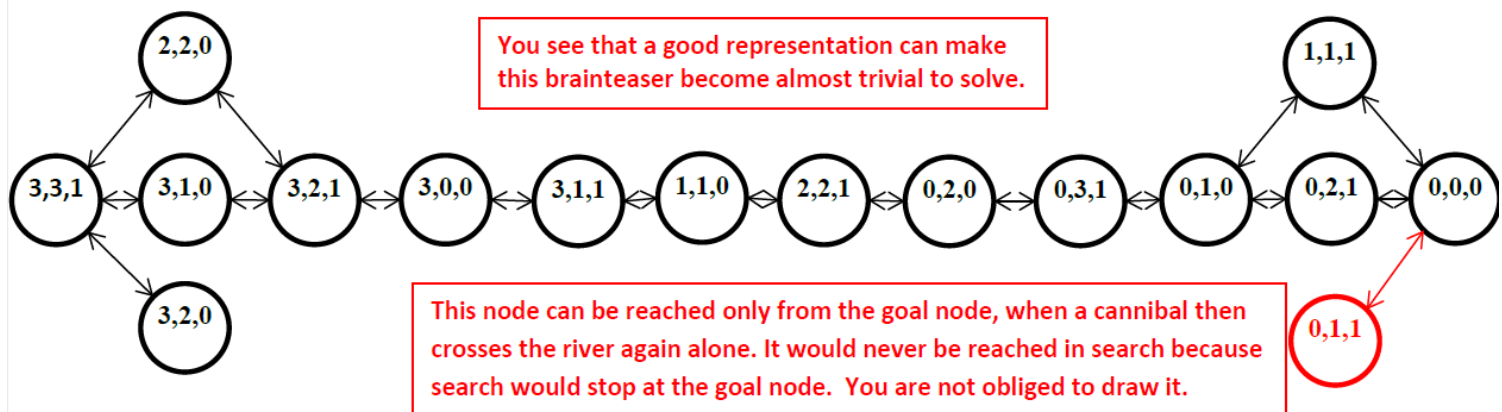 2,2,0
You see that a good representation can make
this brainteaser become almost trivial to solve.
1,1,1
3,3,1 3,1,0 3,2,1 3,0,0 3,1,1 1,1,0 2,2,1 0,2,0 0,3,1 0,1,0 0,2,1 0,0,0
3,2,0
This node can be reached only from the goal node, when a cannibal then
crosses the river again alone. It would never be reached in search because
search would stop at the goal node. You are not obliged to draw it.
0,1,1